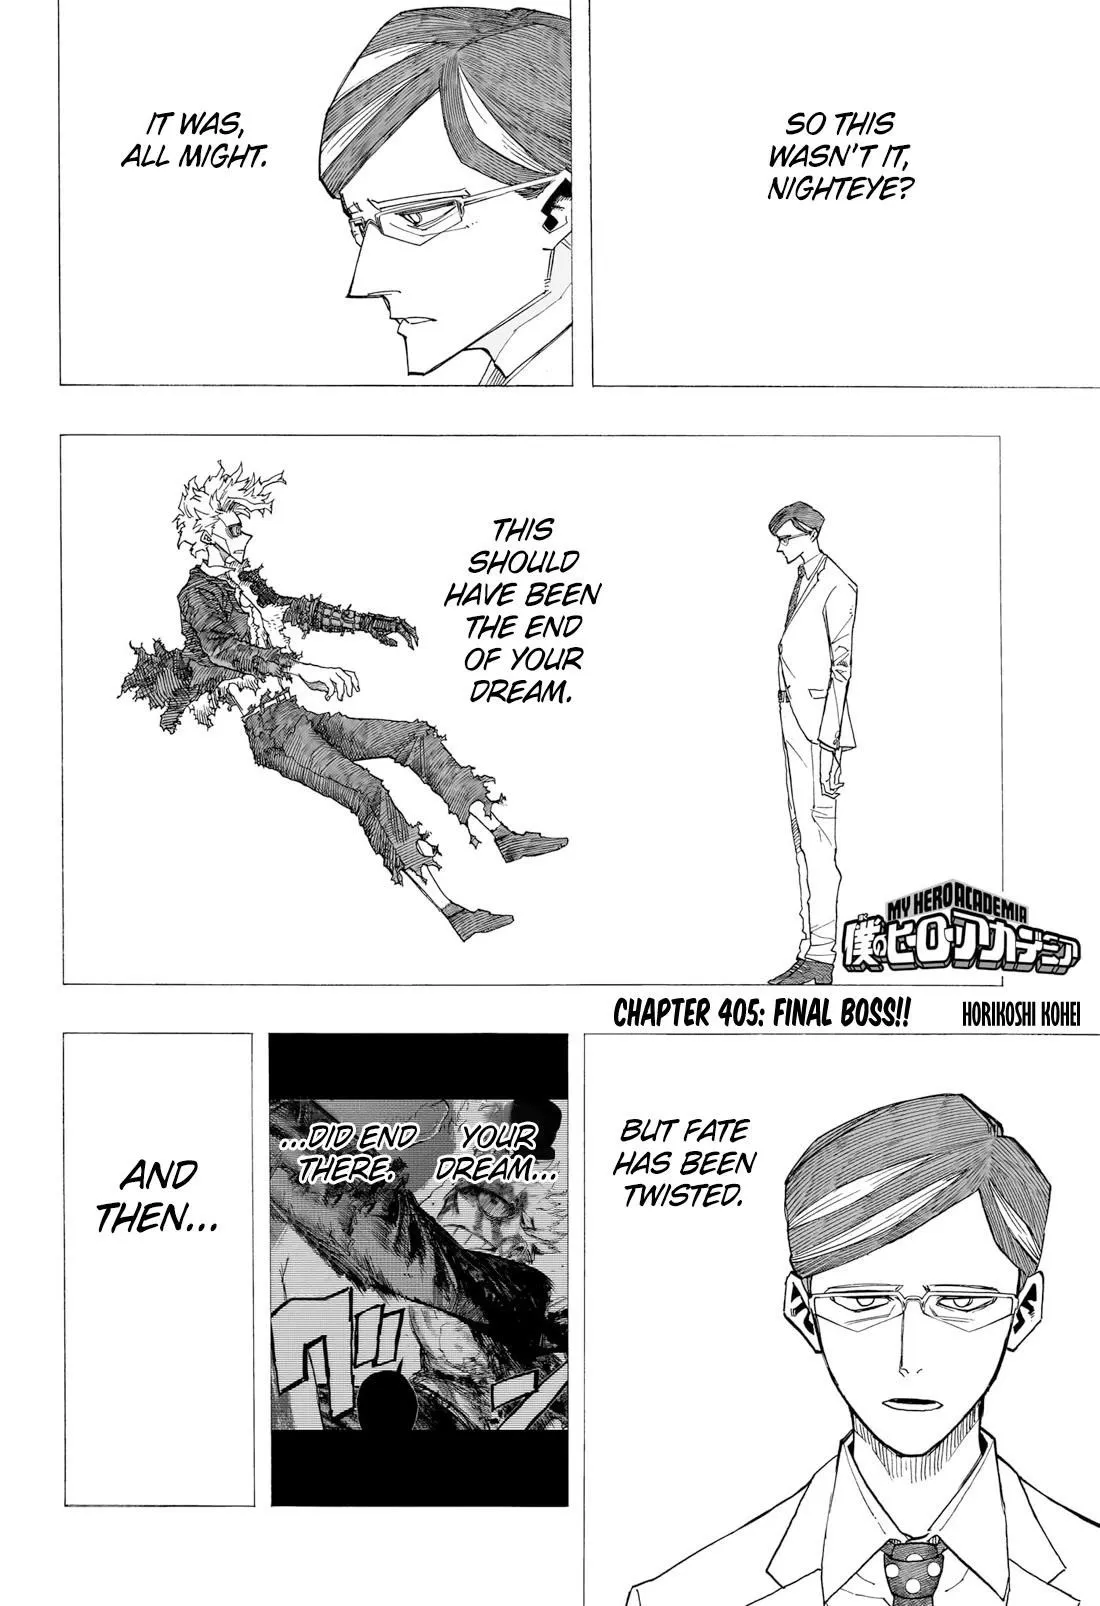 SO THIS
WASN'T IT,
NIGHTEYE?
IT WAS,
ALL MIGHT.
THIS
SHOULD
HAVE BEEN
THE END
OF YOUR
DREAM.
MY HERO ACADEMIA
僕のヒーローアカデミア
CHAPTER 405: FINAL BOSS!!
HORIKOSHI KOHEI
BUT FATE
HAS BEEN
TWISTED.
YOUR
DREAM...
...DID END
THERE.
AND
THEN...